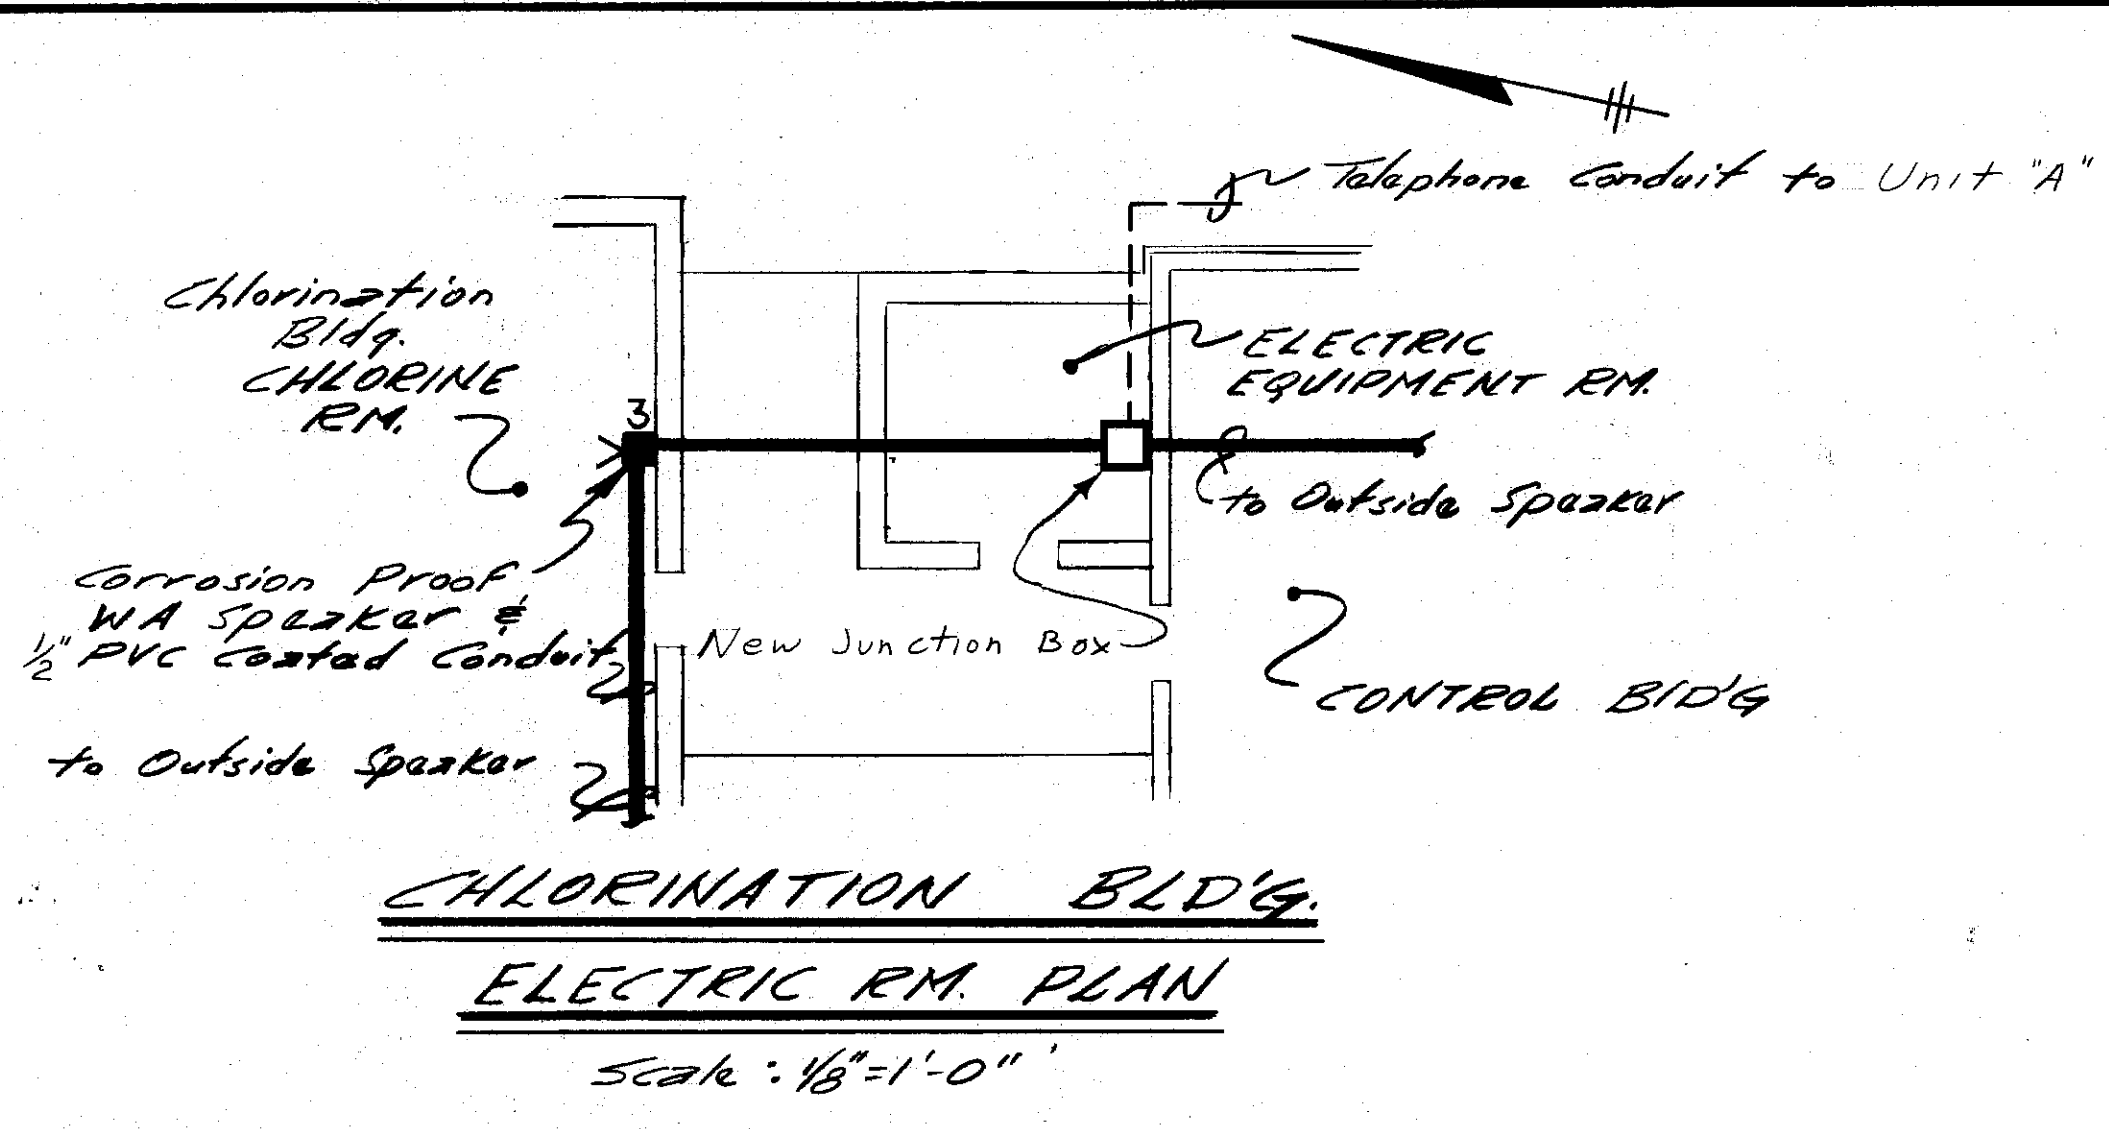 Telephone Conduit to Unit "A"
Chlorination
Bldg.
CHLORINE
RM.
3
ELECTRIC
EQUIPMENT RM.
to Outside Speaker
Corrosion Proof
WA Speaker &
1/2" PVC Coated Conduit
New Junction Box
CONTROL BLD'G
to Outside Speaker
CHLORINATION BLD'G.
ELECTRIC RM. PLAN
Scale : 1/8"=1'-0"